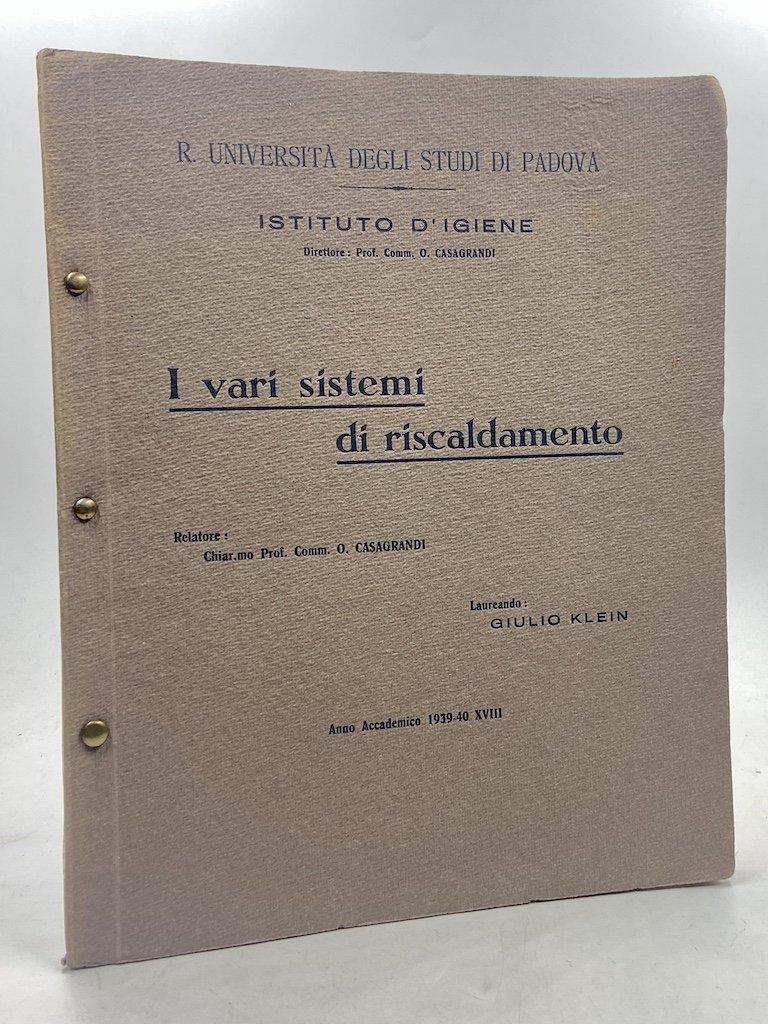 R. UNIVERSITÀ DEGLI STUDI DI PADOVA
ISTITUTO D'IGIENE
Direttore : Prof. Comm. O. CASAGRANDI
I vari sistemi
di riscaldamento
Relatore :
Chiar.mo Prof. Comm. O. CASAGRANDI
Laureando :
GIULIO KLEIN
Anno Accademico 1939-40 XVIII